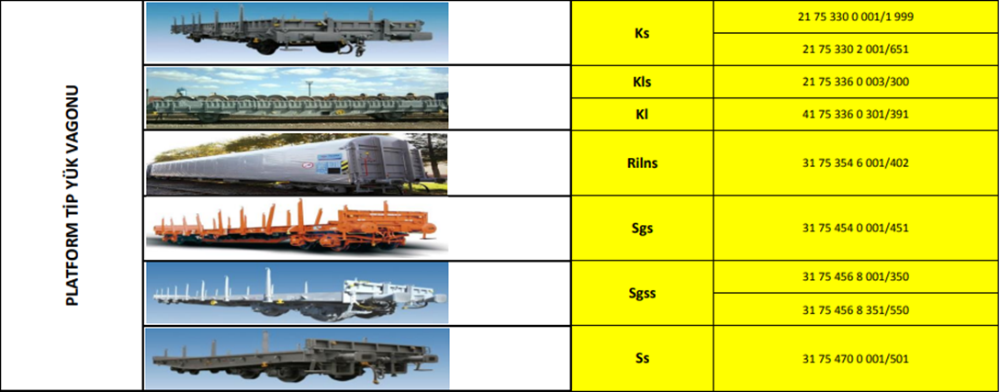 PLATFORM TİP YÜK VAGONU
Ks
21 75 330 0 001/1 999
21 75 330 2 001/651
Kls
21 75 336 0 003/300
Kl
41 75 336 0 301/391
Rilns
31 75 354 6 001/402
Sgs
31 75 454 0 001/451
Sgss
31 75 456 8 001/350
31 75 456 8 351/550
Ss
31 75 470 0 001/501